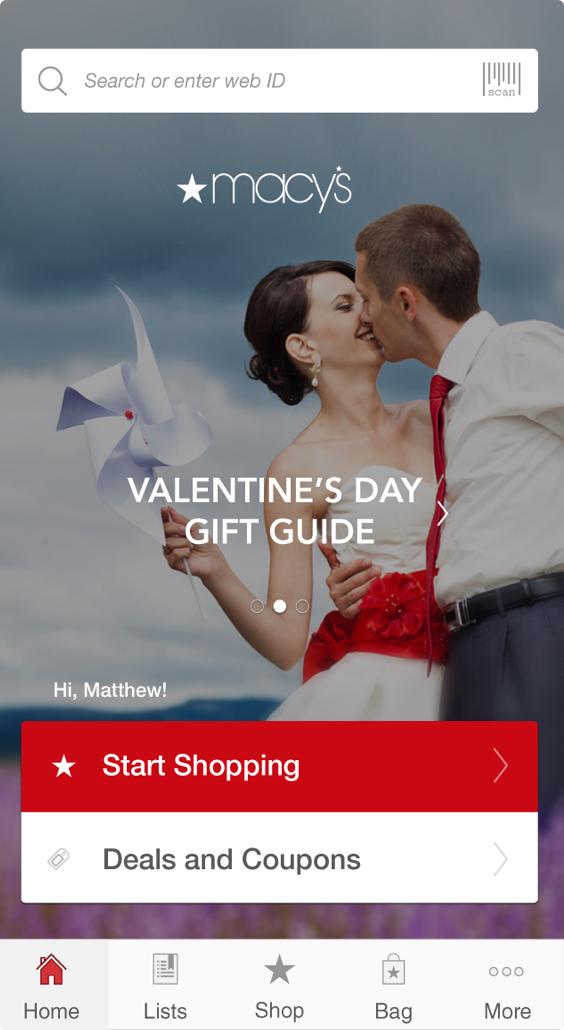 Search or enter web ID
scan
macy's
VALENTINE'S DAY
GIFT GUIDE
Hi, Matthew!
Start Shopping
Deals and Coupons
Home
Lists
Shop
Bag
More